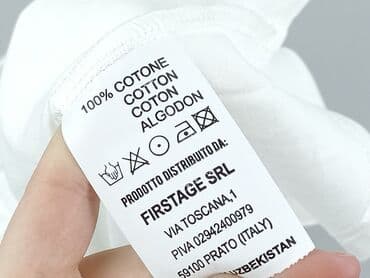 100% COTONE
COTTON
COTON
ALGODON
PRODOTTO DISTRIBUITO DA:
FIRSTAGE SRL
VIA TOSCANA,1
PIVA 02942400979
59100 PRATO (ITALY)
UZBEKISTAN